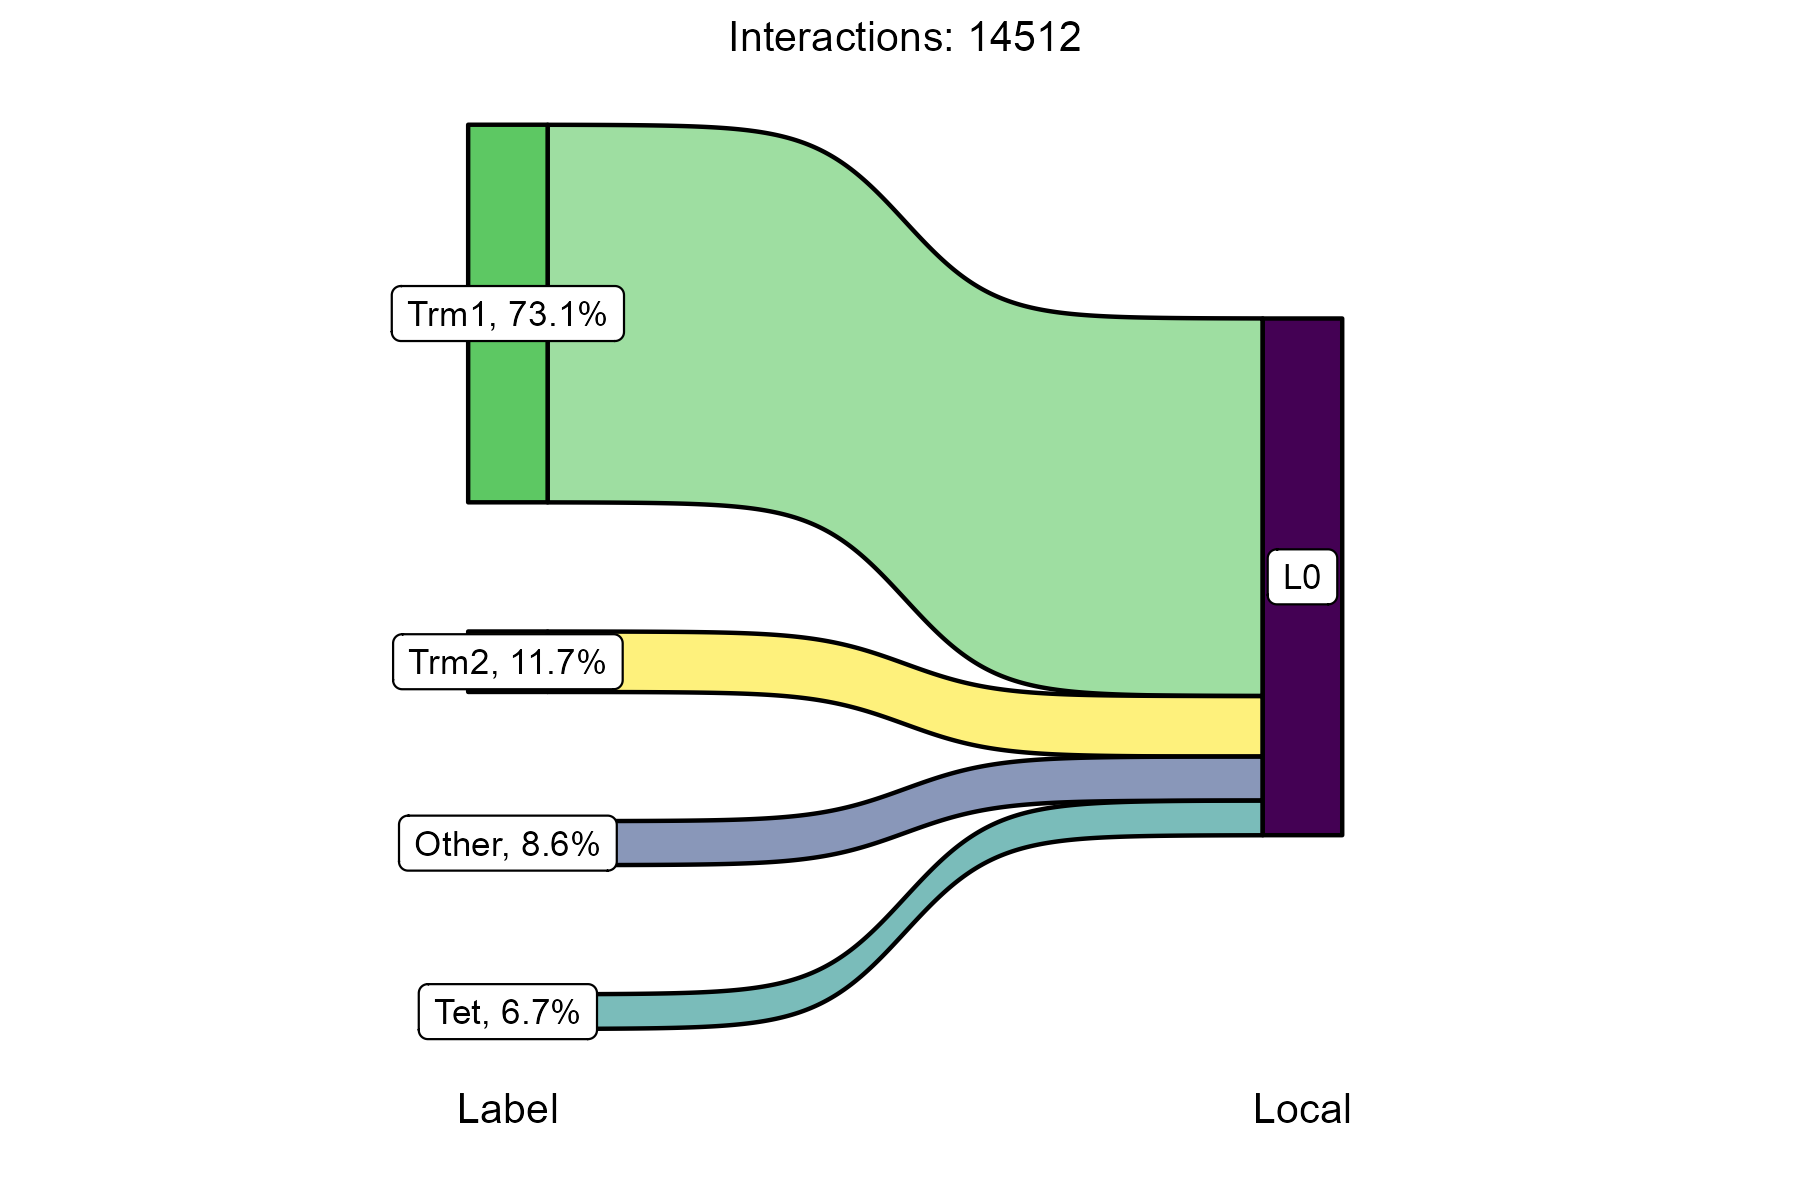 Interactions: 14512
Trm1, 73.1%
L0
Trm2, 11.7%
Other, 8.6%
Tet, 6.7%
Label
Local